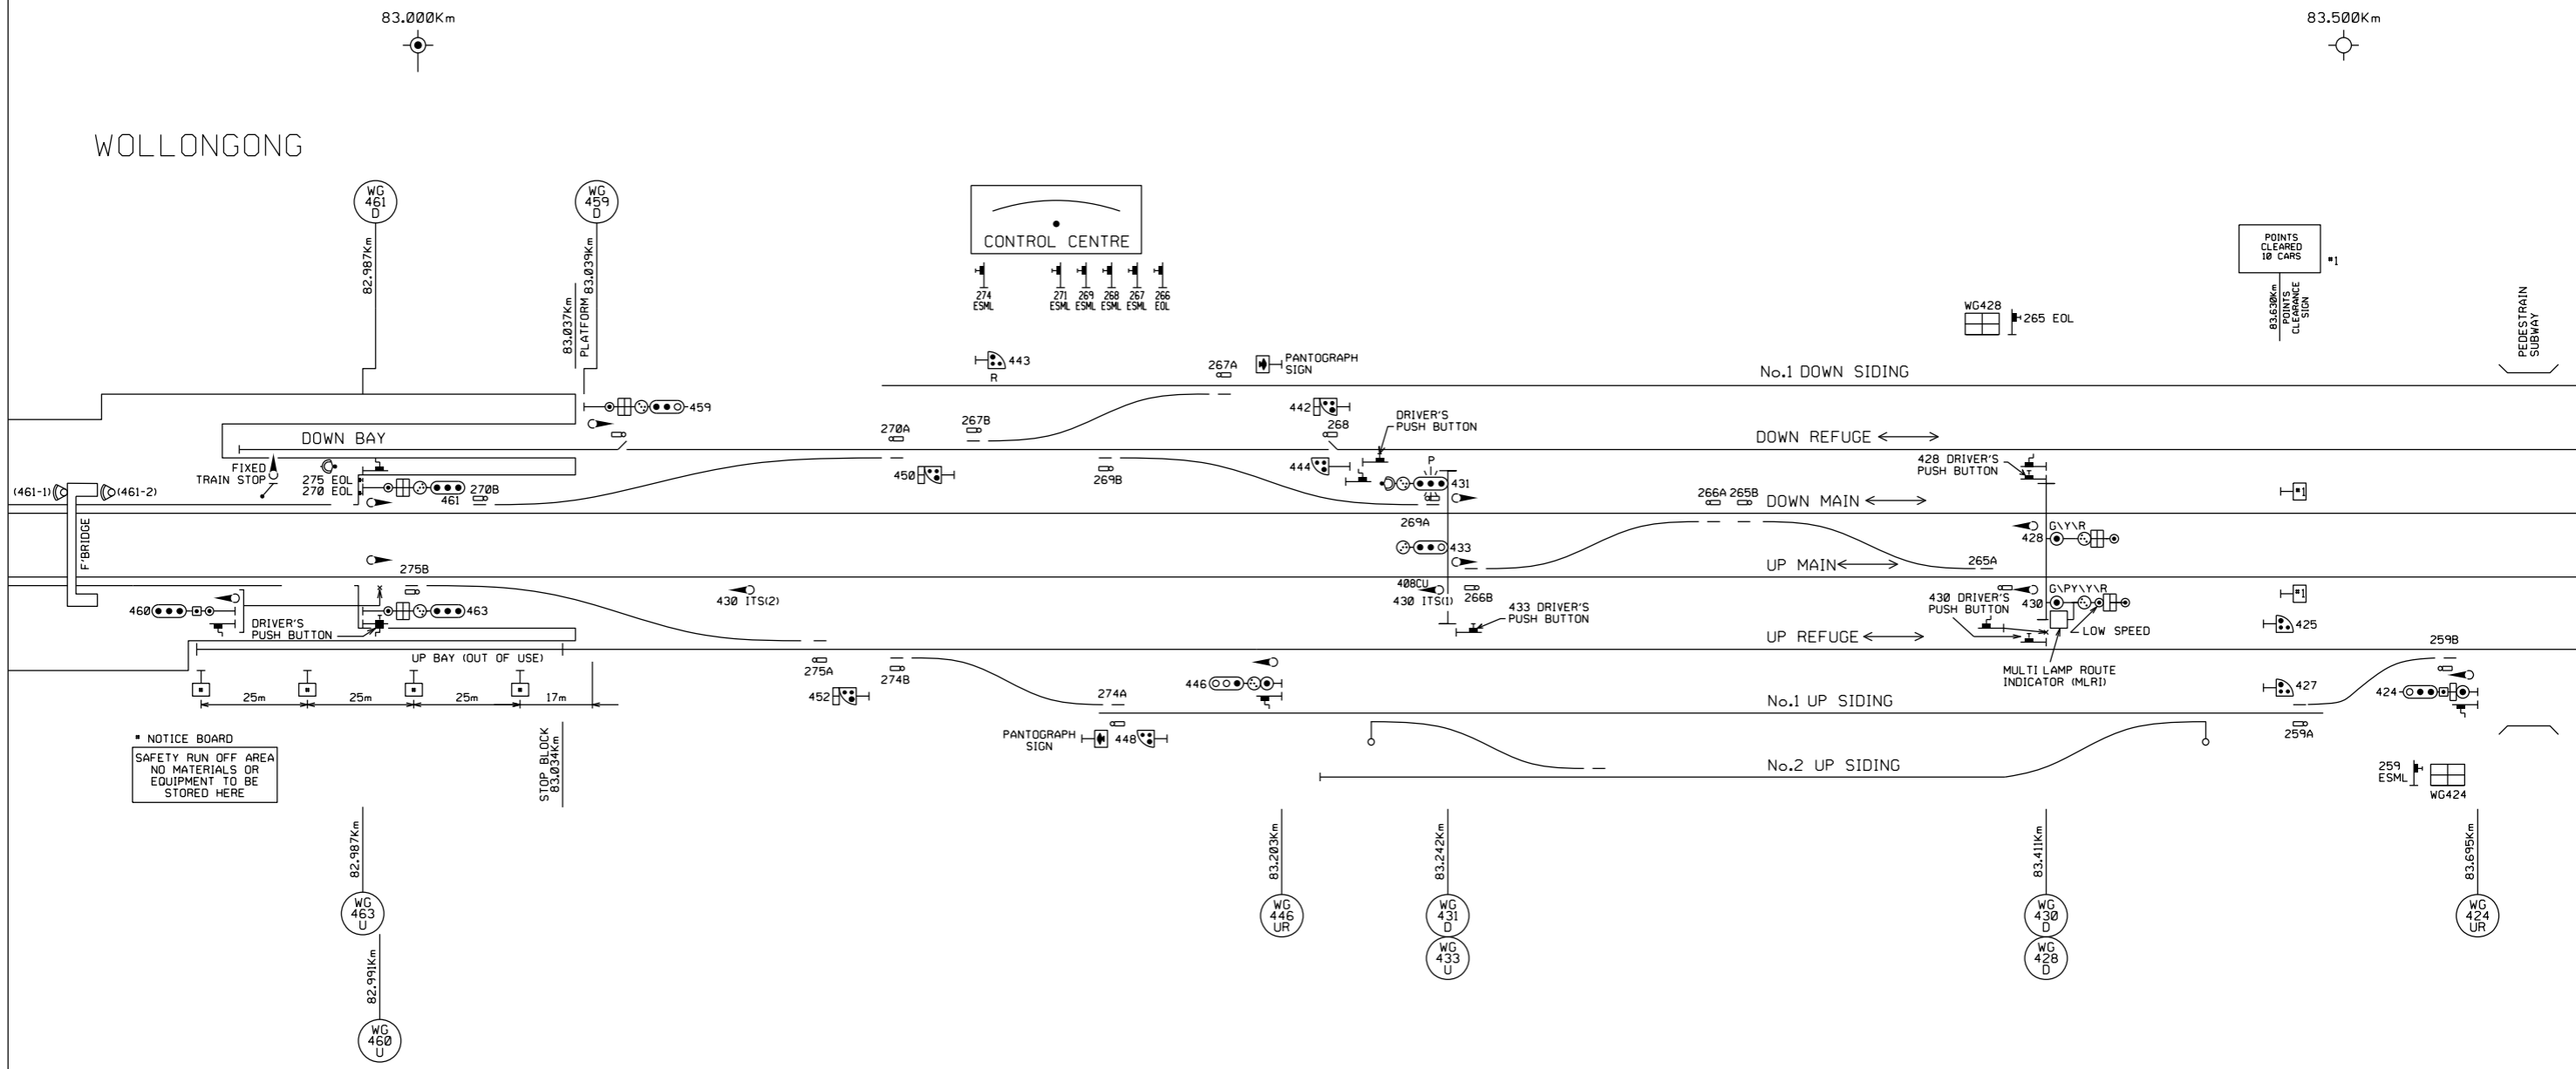 83.000Km
83.500Km
WOLLONGONG
WG
461
D
82.987Km
WG
459
D
83.037Km
PLATFORM 83.039Km
CONTROL CENTRE
274
ESML
271
ESML
269
ESML
268
ESML
267
ESML
266
EOL
WG428
265 EOL
POINTS
CLEARED
10 CARS
*1
83.630Km
POINTS
CLEARANCE
SIGN
PEDESTRAIN
SUBWAY
443
R
267A
PANTOGRAPH
SIGN
No.1 DOWN SIDING
459
442
DRIVER'S
PUSH BUTTON
DOWN BAY
270A
267B
268
DOWN REFUGE
FIXED
TRAIN STOP
275 EOL
270 EOL
450
269B
444
P
428 DRIVER'S
PUSH BUTTON
(461-1)
(461-2)
461
270B
431
266A
265B
DOWN MAIN
*1
F'BRIDGE
269A
433
G\Y\R
428
275B
UP MAIN
265A
430 ITS(2)
408CU
430 ITS(1)
266B
460
463
DRIVER'S
PUSH BUTTON
433 DRIVER'S
PUSH BUTTON
430 DRIVER'S
PUSH BUTTON
G\PY\Y\R
430
LOW SPEED
*1
425
UP REFUGE
259B
UP BAY (OUT OF USE)
275A
274B
MULTI LAMP ROUTE
INDICATOR (MLRI)
25m
25m
25m
17m
452
274A
446
No.1 UP SIDING
427
424
* NOTICE BOARD
SAFETY RUN OFF AREA
NO MATERIALS OR
EQUIPMENT TO BE
STORED HERE
STOP BLOCK
83.034Km
PANTOGRAPH
SIGN
448
259A
No.2 UP SIDING
259
ESML
WG424
82.987Km
WG
463
U
82.991Km
WG
460
U
83.203Km
WG
446
UR
83.242Km
WG
431
D
WG
433
U
83.411Km
WG
430
D
WG
428
D
83.695Km
WG
424
UR